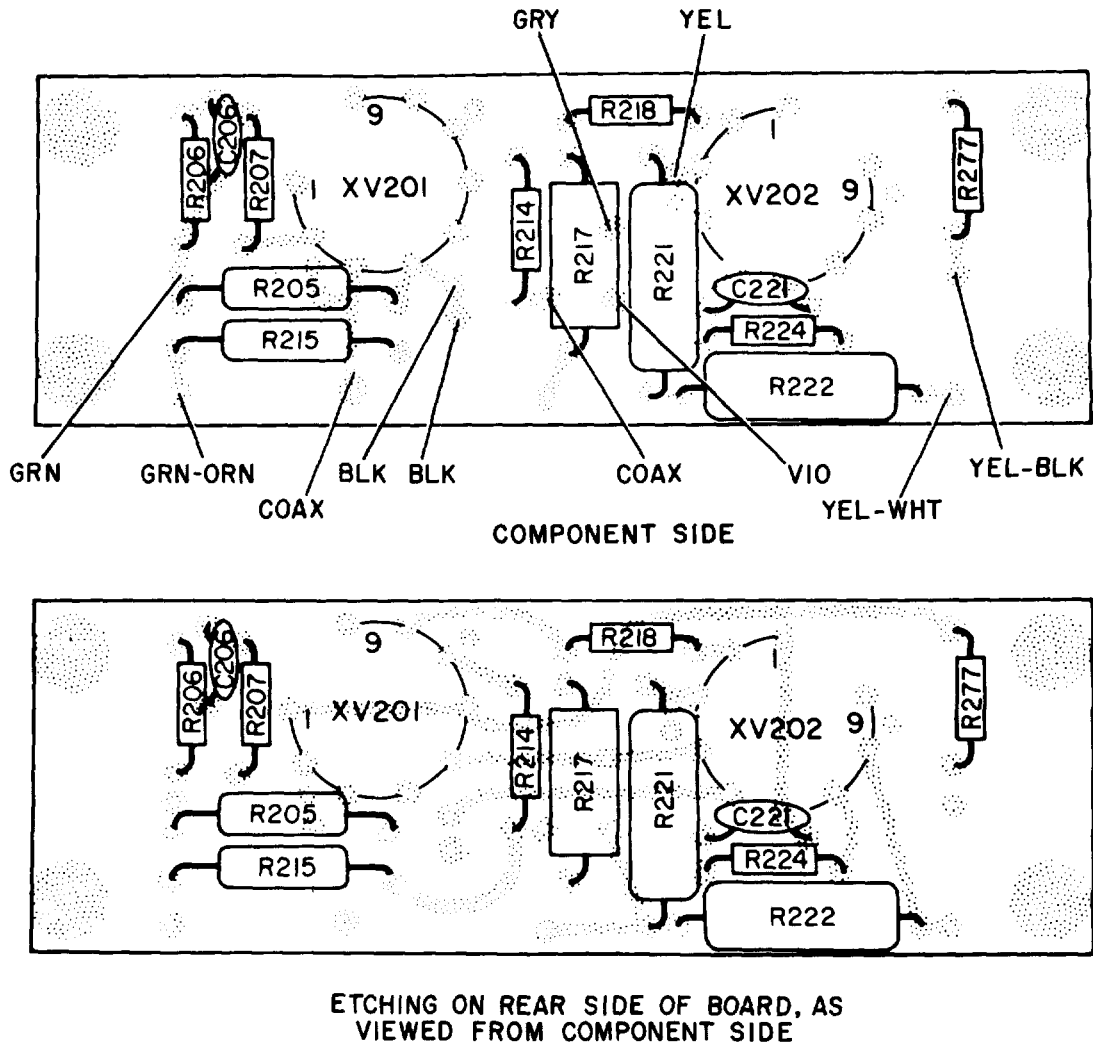 GRY YEL
9 R218 1
C206
R206 R207 1 XV201 R214 R217 R221 XV202 9 R277
R205 C221
R215 R224
R222
GRN GRN-ORN BLK BLK COAX VIO YEL-BLK
COAX YEL-WHT
COMPONENT SIDE
9 R218 1
C206
R206 R207 1 XV201 R214 R217 R221 XV202 9 R277
R205 C221
R215 R224
R222
ETCHING ON REAR SIDE OF BOARD, AS
VIEWED FROM COMPONENT SIDE